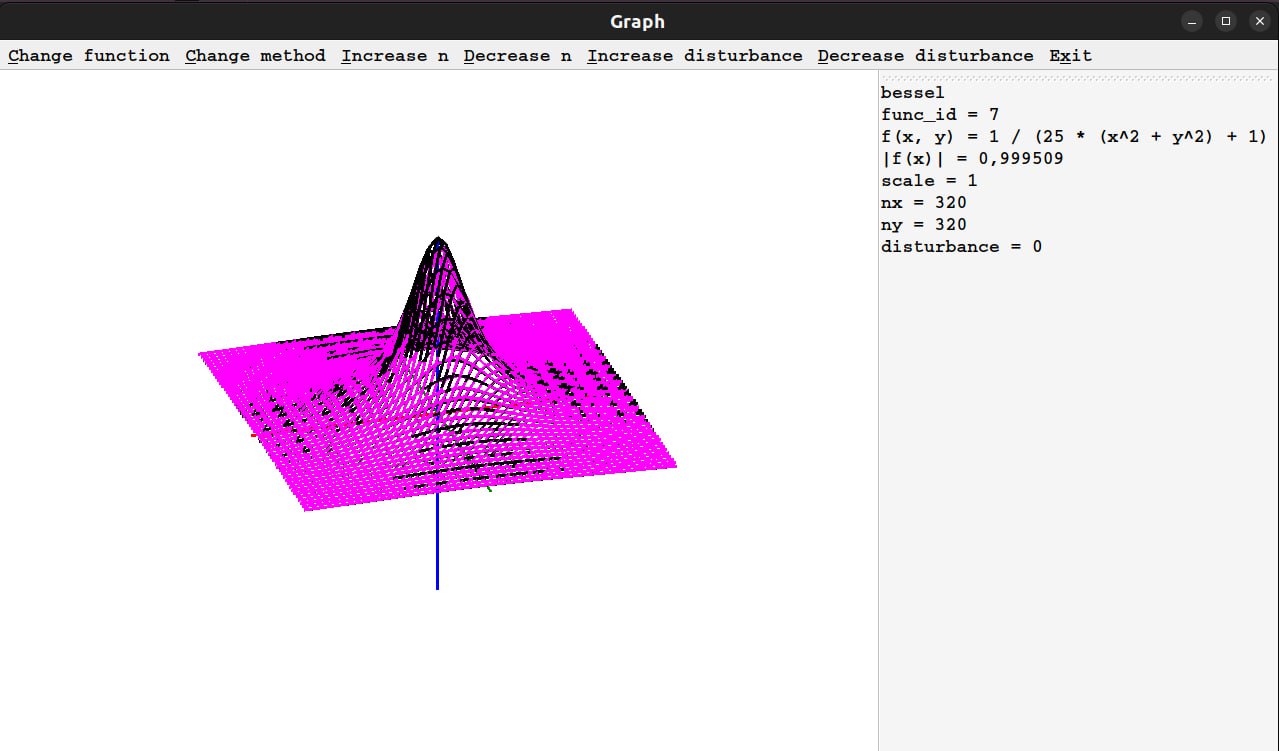 Graph
Change function Change method Increase n Decrease n Increase disturbance Decrease disturbance Exit
bessel
func_id = 7
f(x, y) = 1 / (25 * (x^2 + y^2) + 1)
|f(x)| = 0,999509
scale = 1
nx = 320
ny = 320
disturbance = 0